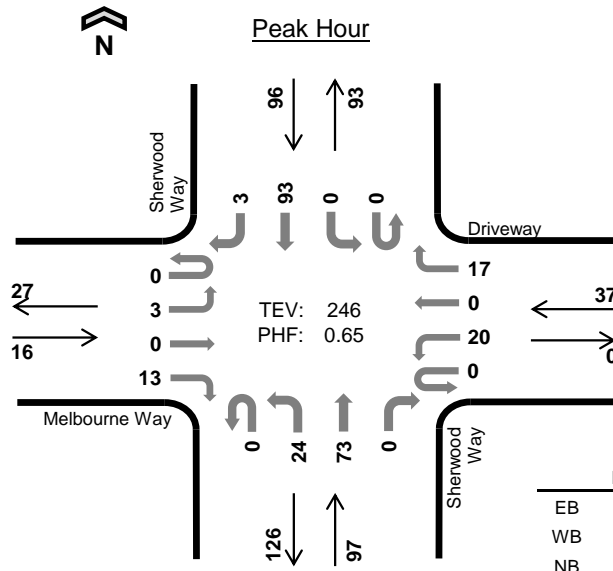 Peak Hour
N
96
93
Sherwood
Way
3
93
0
0
Driveway
0
17
27
3
TEV: 246
0
37
16
0
PHF: 0.65
20
0
13
0
Melbourne Way
0
24
73
0
Sherwood
Way
126
97
EB
WB
NB